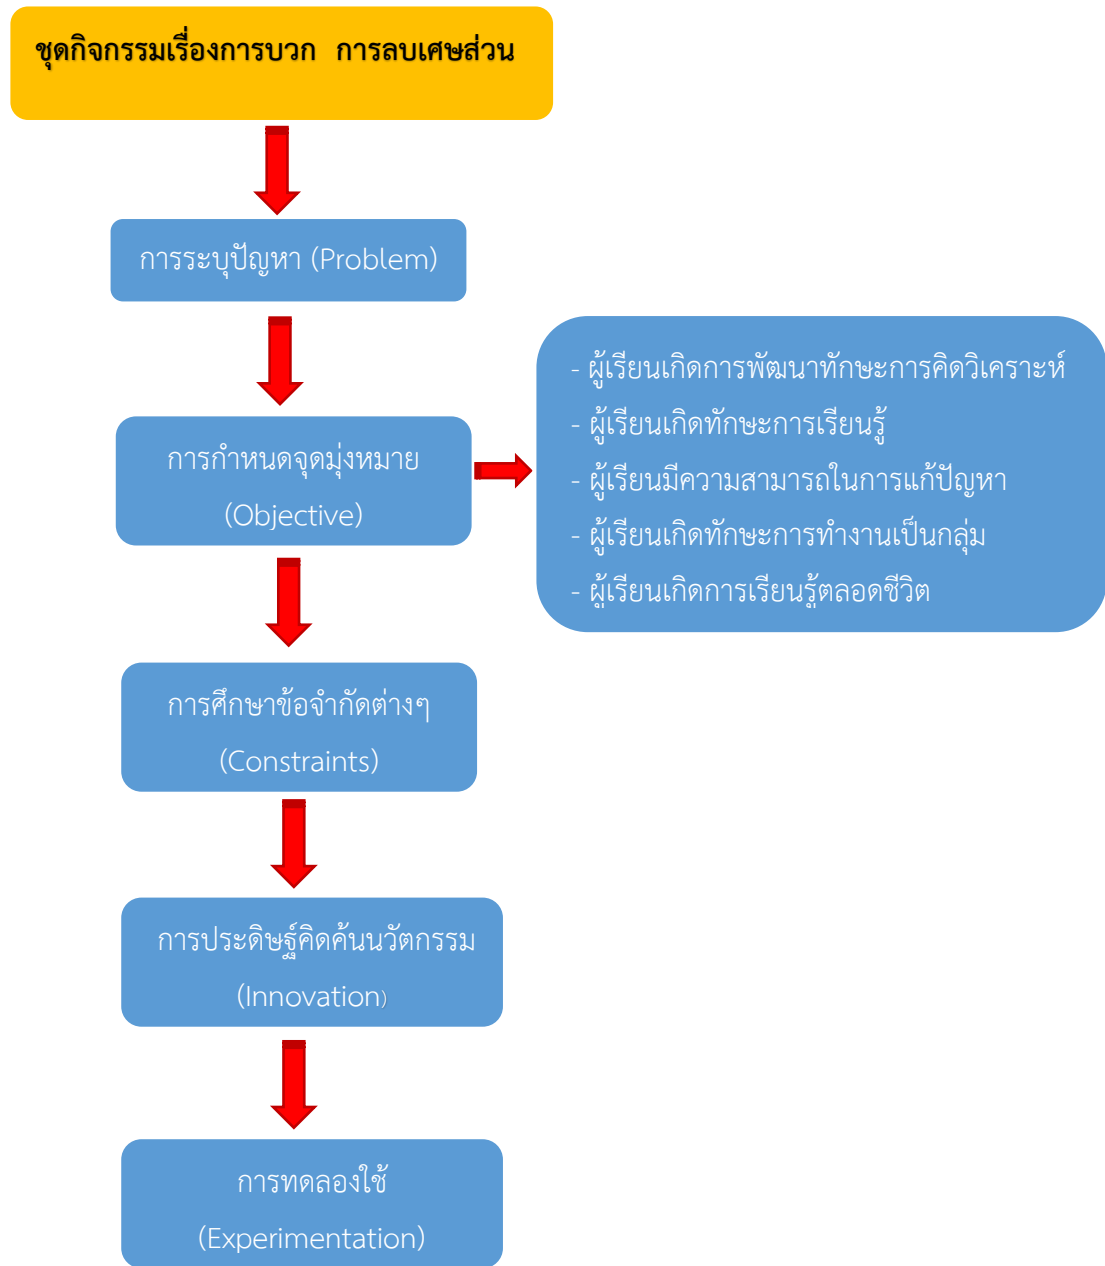 ชุดกิจกรรมเรื่องการบวก การลบเศษส่วน
การระบุปัญหา (Problem)
การกำหนดจุดมุ่งหมาย
(Objective)
- ผู้เรียนเกิดการพัฒนาทักษะการคิดวิเคราะห์
- ผู้เรียนเกิดทักษะการเรียนรู้
- ผู้เรียนมีความสามารถในการแก้ปัญหา
- ผู้เรียนเกิดทักษะการทำงานเป็นกลุ่ม
- ผู้เรียนเกิดการเรียนรู้ตลอดชีวิต
การศึกษาข้อจำกัดต่างๆ
(Constraints)
การประดิษฐ์คิดค้นนวัตกรรม
(Innovation)
การทดลองใช้
(Experimentation)